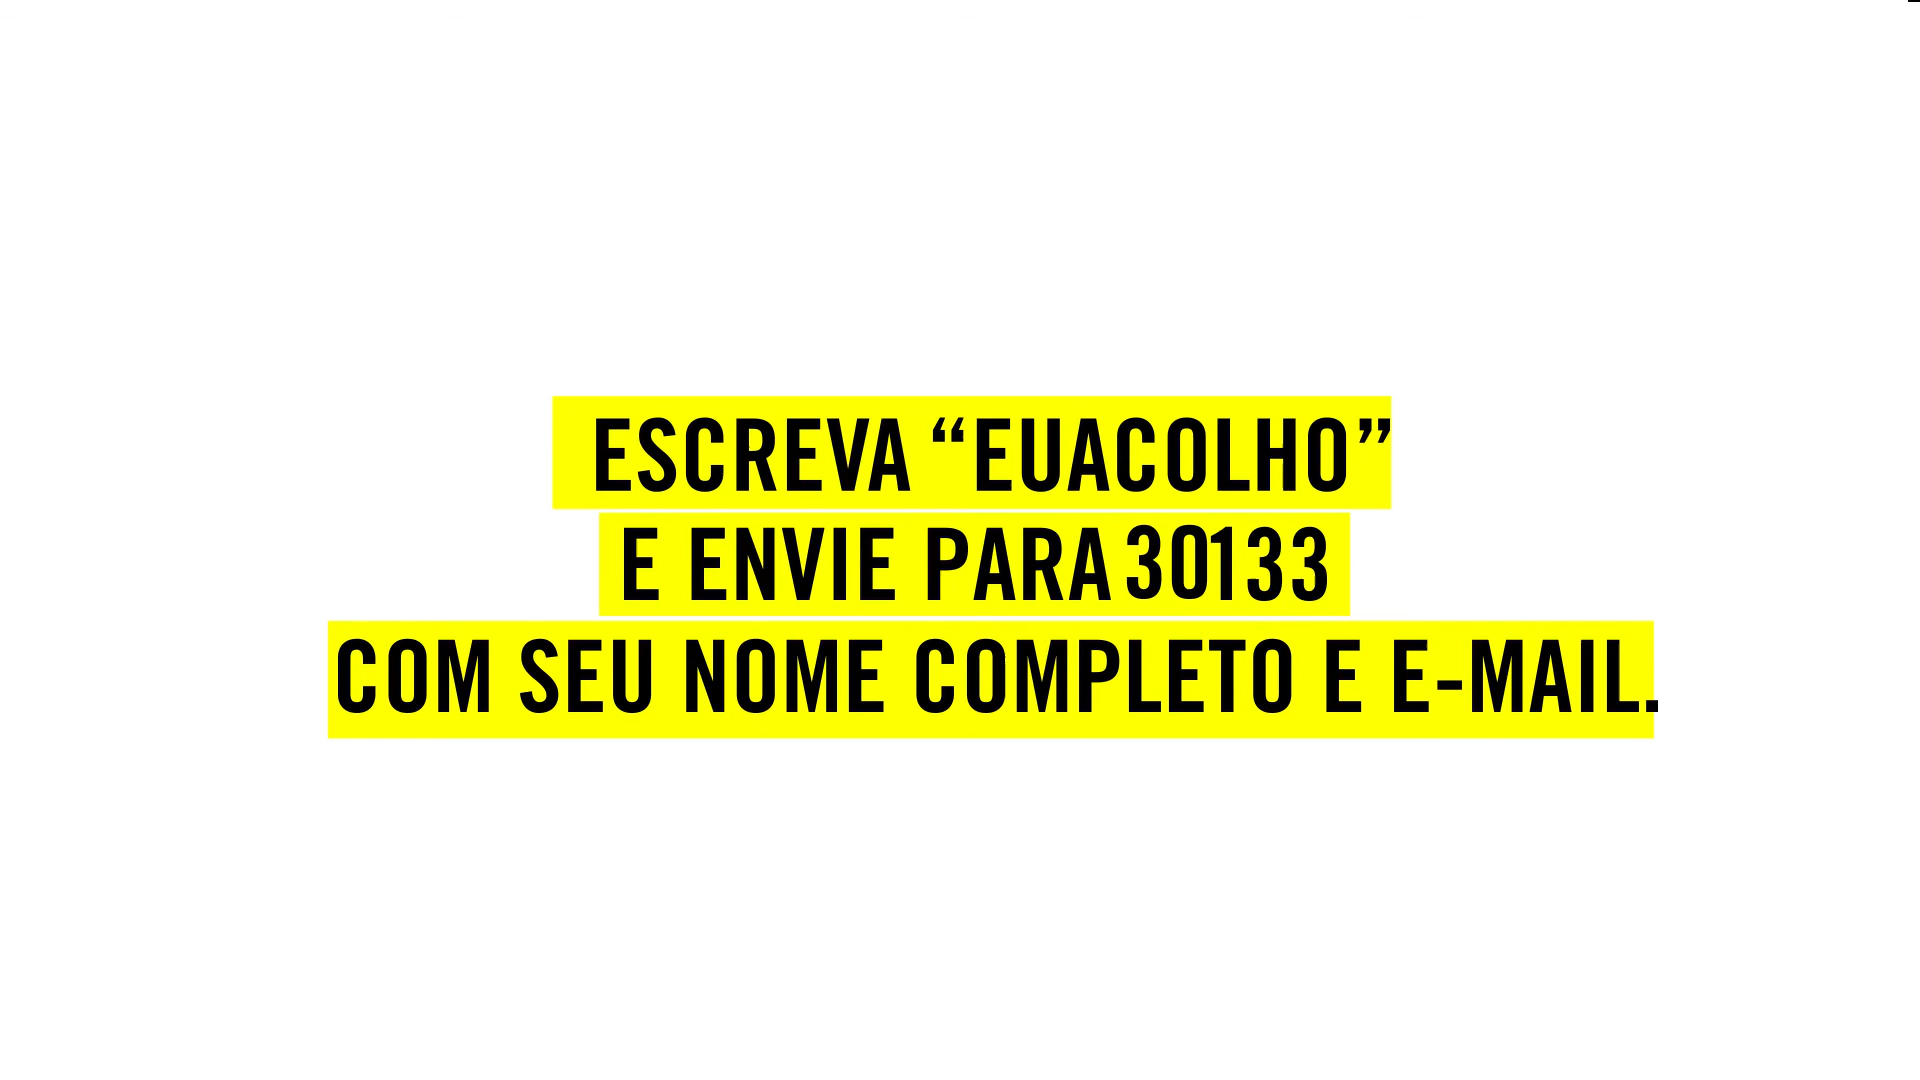 ESCREVA “EUACOLHO”
E ENVIE PARA 30133
COM SEU NOME COMPLETO E E-MAIL.